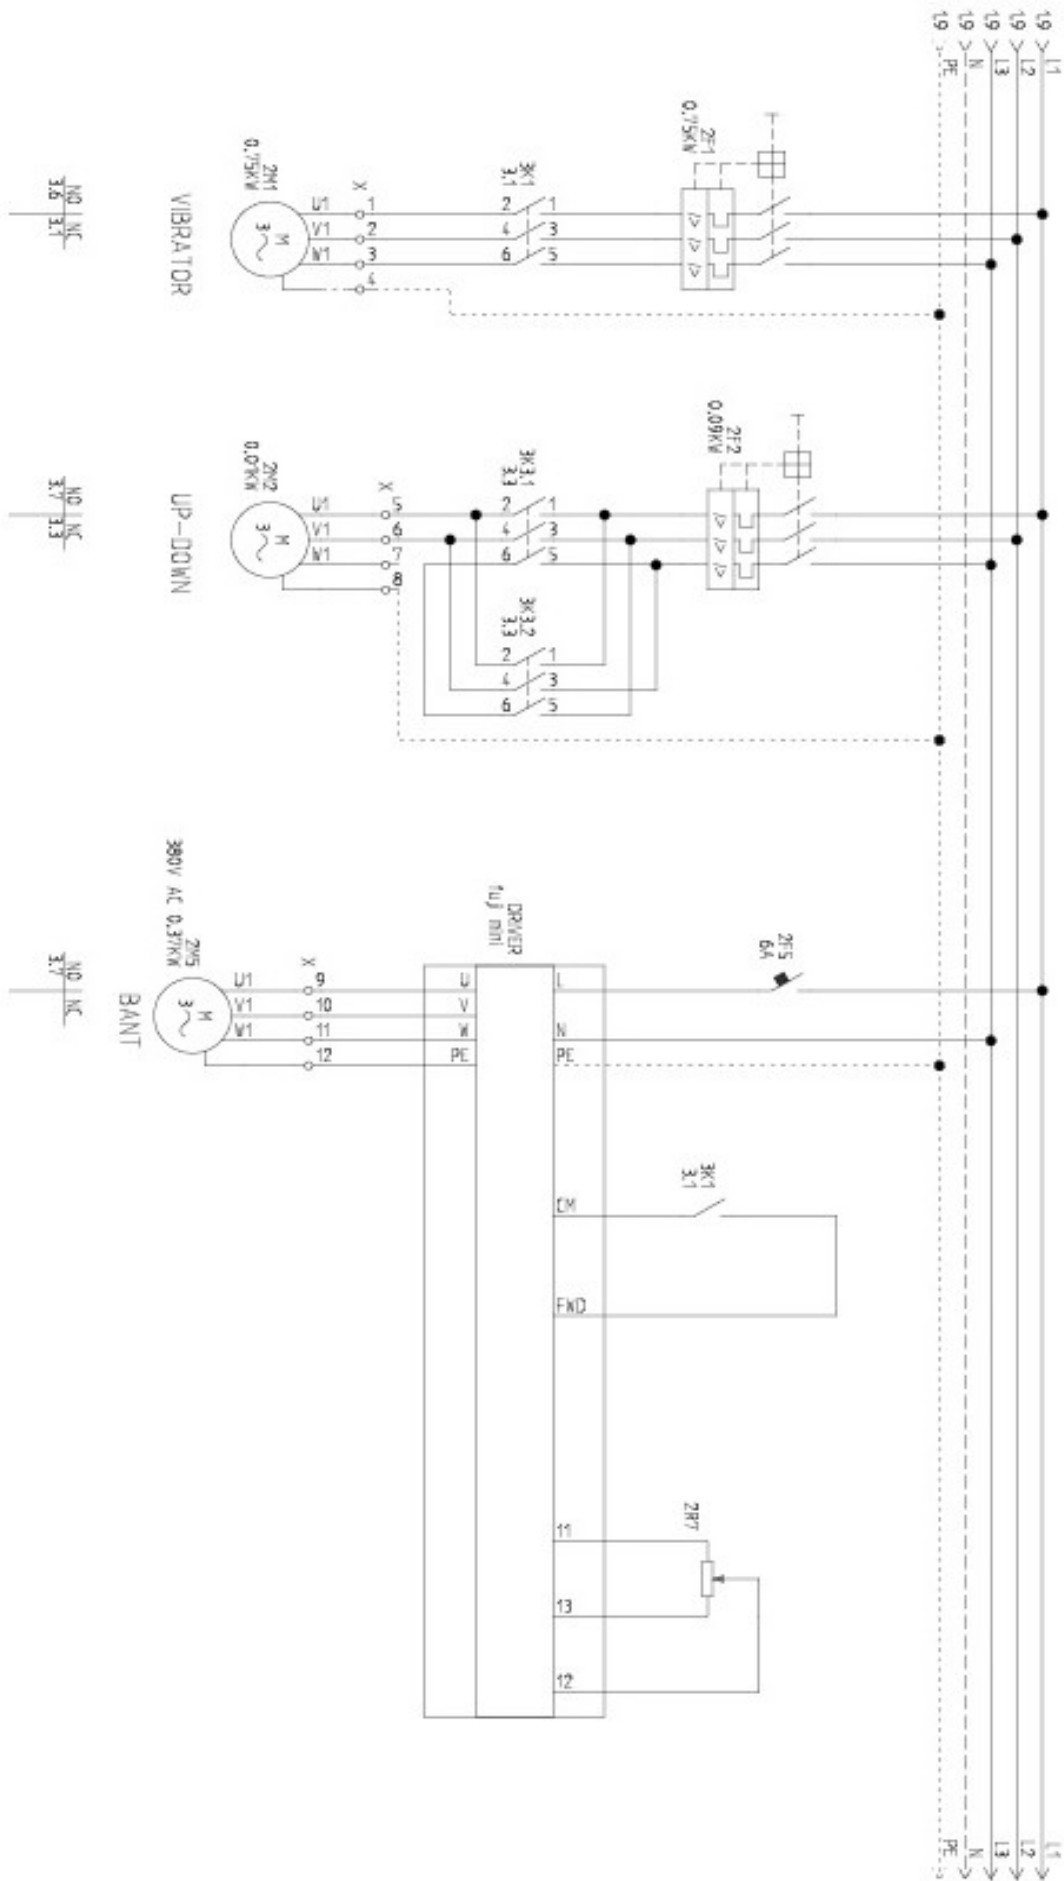 1.9 L1
1.9 L2
1.9 L3
1.9 N
1.9 PE
2F1
0.75KW
3K1
3.1
1 2
3 4
5 6
X
1
2
3
4
U1
V1
W1
2M1
0.75KW
M
3~
VIBRATOR
NO NC
3.6 3.1
2F2
0.09KW
3K3.1
3.3
1 2
3 4
5 6
3K3.2
3.3
1 2
3 4
5 6
X
5
6
7
8
U1
V1
W1
2M2
M
3~
UP-DOWN
NO NC
3.7 3.3
2F5
6A
DRIVER
fuji mini
L
N
PE
CM
FWD
11
13
12
U
V
W
PE
3K1
3.1
2R7
X
9
10
11
12
U1
V1
W1
2M5
380V AC 0.37KW
M
3~
BANT
NO NC
3.7
L1
L2
L3
N
PE